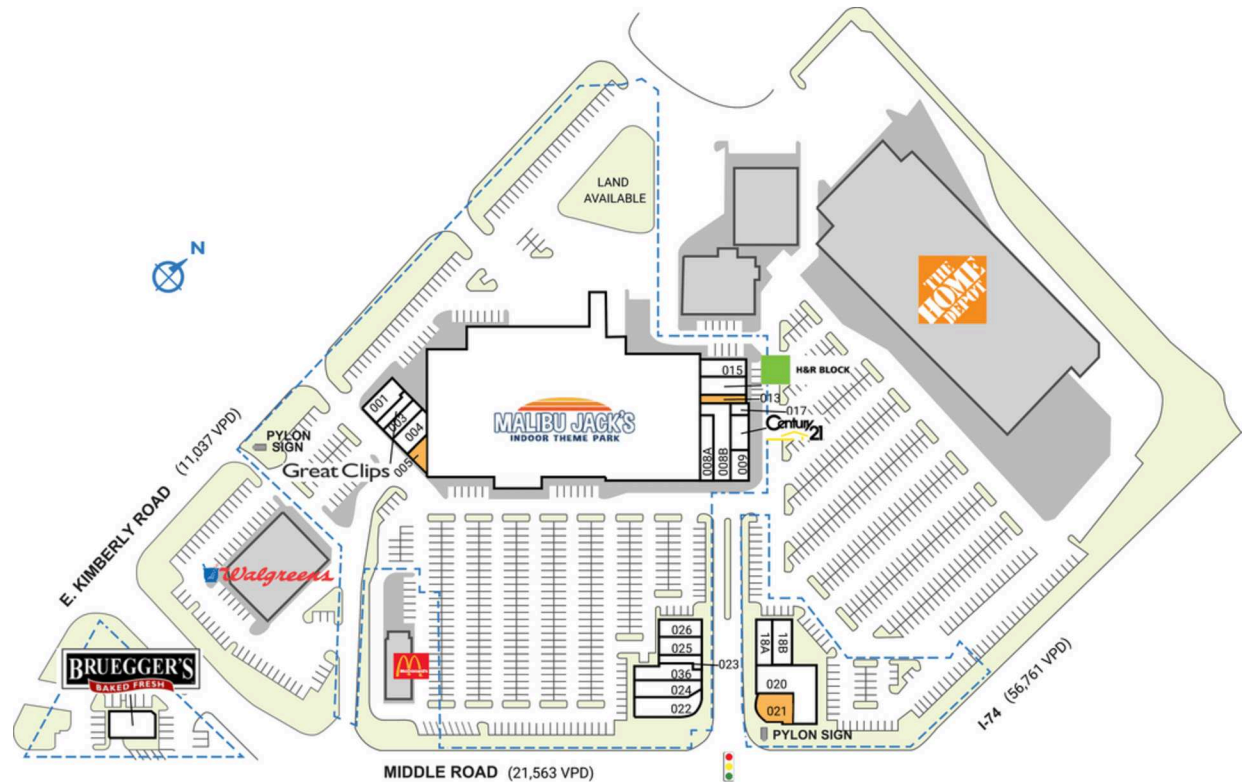 LAND
AVAILABLE
N
THE
HOME
DEPOT
015
H&R BLOCK
013
017
Century
21
001
003
004
005
MALIBU JACK'S
INDOOR THEME PARK
008A
008B
009
PYLON
SIGN
Great Clips
E. KIMBERLY ROAD (11,037 VPD)
Walgreens
BRUEGGER'S
BAKED FRESH
026
025
023
036
024
022
18A
18B
020
021
PYLON SIGN
I-74 (56,761 VPD)
MIDDLE ROAD (21,563 VPD)